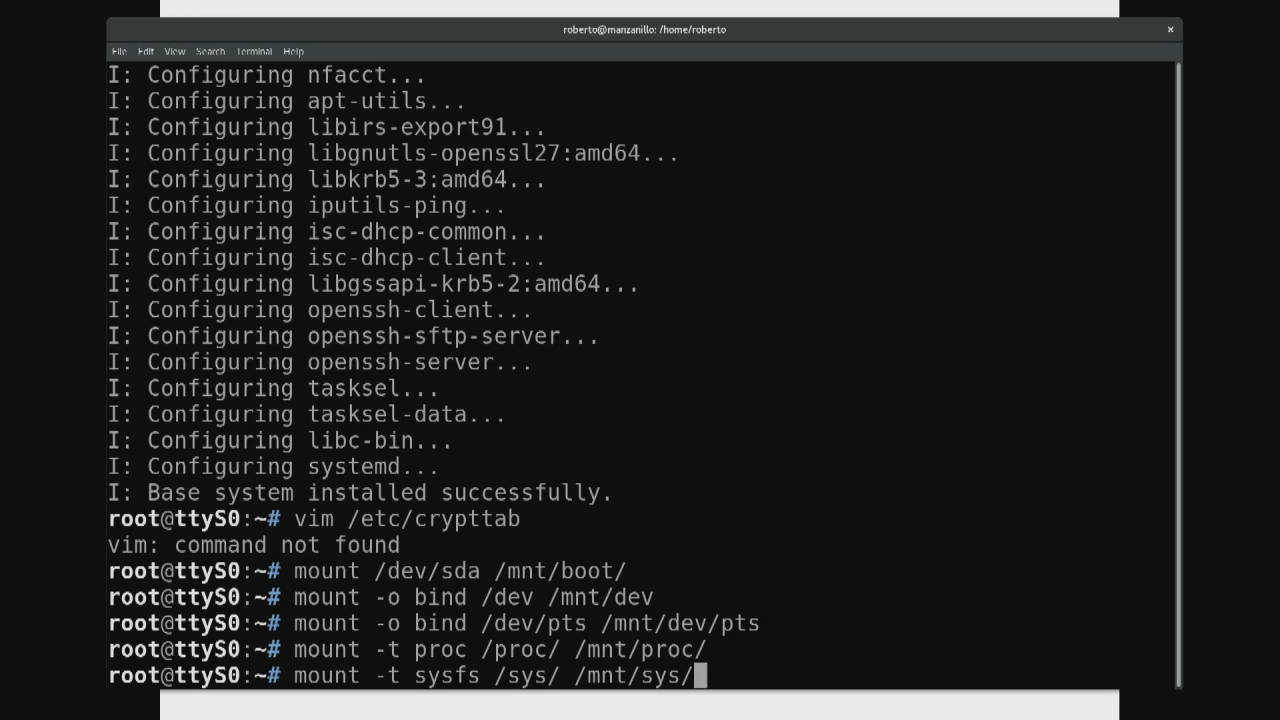 roberto@manzanillo: /home/roberto
×
File Edit View Search Terminal Help
I: Configuring nfacct...
I: Configuring apt-utils...
I: Configuring libirs-export91...
I: Configuring libgnutls-openssl27:amd64...
I: Configuring libkrb5-3:amd64...
I: Configuring iputils-ping...
I: Configuring isc-dhcp-common...
I: Configuring isc-dhcp-client...
I: Configuring libgssapi-krb5-2:amd64...
I: Configuring openssh-client...
I: Configuring openssh-sftp-server...
I: Configuring openssh-server...
I: Configuring tasksel...
I: Configuring tasksel-data...
I: Configuring libc-bin...
I: Configuring systemd...
I: Base system installed successfully.
root@ttyS0:~# vim /etc/crypttab
vim: command not found
root@ttyS0:~# mount /dev/sda /mnt/boot/
root@ttyS0:~# mount -o bind /dev /mnt/dev
root@ttyS0:~# mount -o bind /dev/pts /mnt/dev/pts
root@ttyS0:~# mount -t proc /proc/ /mnt/proc/
root@ttyS0:~# mount -t sysfs /sys/ /mnt/sys/